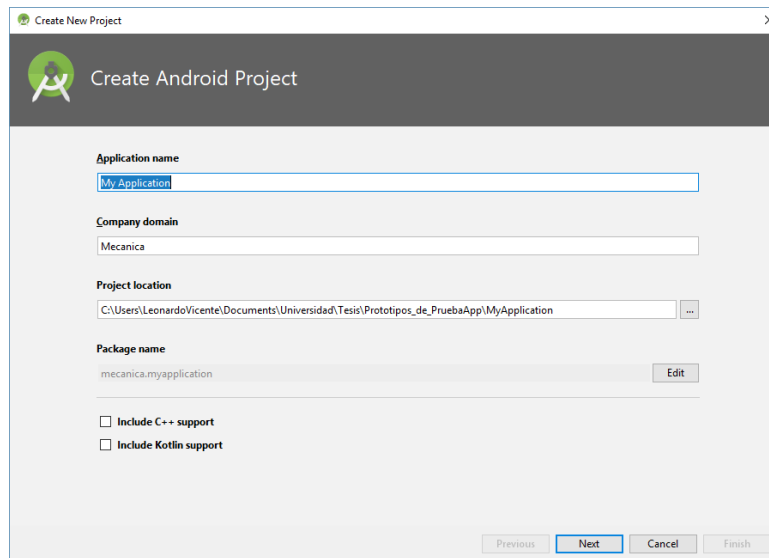 Create New Project
Create Android Project
Application name
My Application
Company domain
Mecanica
Project location
C:\Users\LeonardoVicente\Documents\Universidad\Tesis\Prototipos_de_PruebaApp\MyApplication
...
Package name
mecanica.myapplication
Edit
Include C++ support
Include Kotlin support
Previous Next Cancel Finish